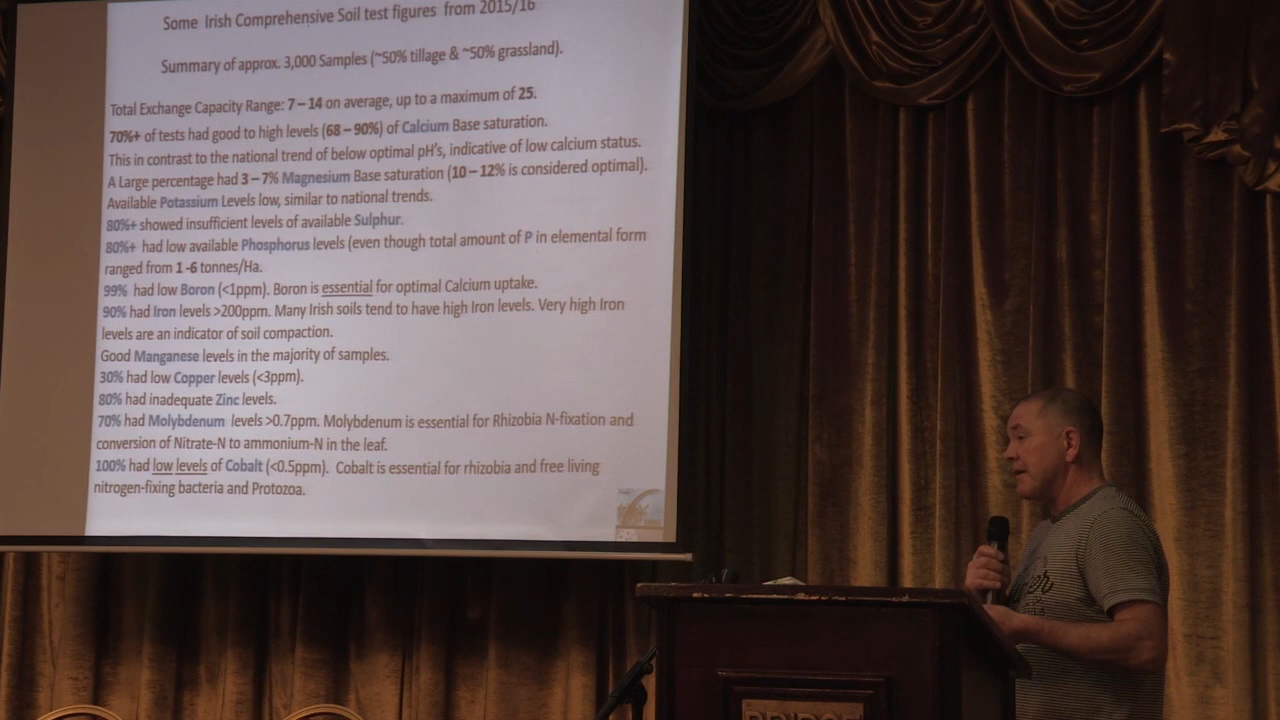 Some Irish Comprehensive Soil test figures from 2015/16
Summary of approx. 3,000 Samples (~50% tillage & ~50% grassland).
Total Exchange Capacity Range: 7 – 14 on average, up to a maximum of 25.
70%+ of tests had good to high levels (68 – 90%) of Calcium Base saturation.
This in contrast to the national trend of below optimal pH's, indicative of low calcium status.
A Large percentage had 3 – 7% Magnesium Base saturation (10 – 12% is considered optimal).
Available Potassium Levels low, similar to national trends.
80%+ showed insufficient levels of available Sulphur.
80%+ had low available Phosphorus levels (even though total amount of P in elemental form
ranged from 1 -6 tonnes/Ha.
99% had low Boron (<1ppm). Boron is essential for optimal Calcium uptake.
90% had Iron levels >200ppm. Many Irish soils tend to have high Iron levels. Very high Iron
levels are an indicator of soil compaction.
Good Manganese levels in the majority of samples.
30% had low Copper levels (<3ppm).
80% had inadequate Zinc levels.
70% had Molybdenum levels >0.7ppm. Molybdenum is essential for Rhizobia N-fixation and
conversion of Nitrate-N to ammonium-N in the leaf.
100% had low levels of Cobalt (<0.5ppm). Cobalt is essential for rhizobia and free living
nitrogen-fixing bacteria and Protozoa.